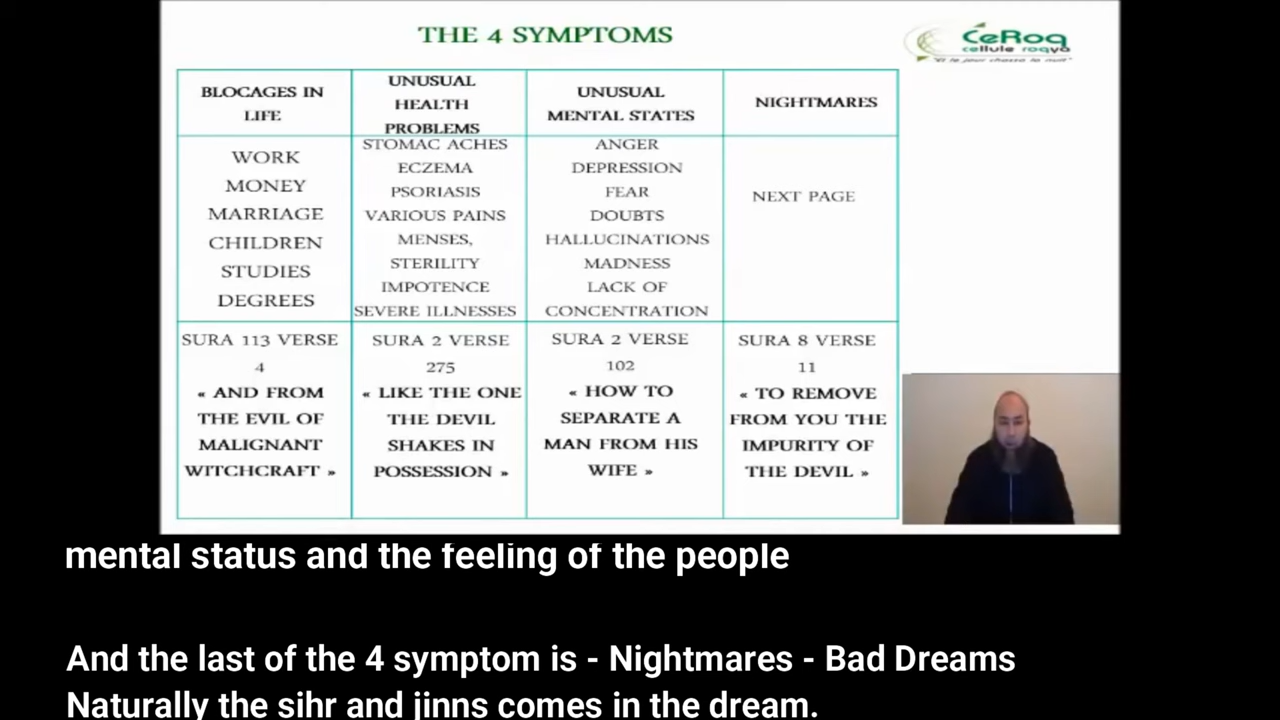 THE 4 SYMPTOMS
CeRoq
cellule roqya
"Et le jour chassa la nuit"
BLOCAGES IN
LIFE
UNUSUAL
HEALTH
PROBLEMS
UNUSUAL
MENTAL STATES
NIGHTMARES
WORK
MONEY
MARRIAGE
CHILDREN
STUDIES
DEGREES
STOMAC ACHES
ECZEMA
PSORIASIS
VARIOUS PAINS
MENSES,
STERILITY
IMPOTENCE
SEVERE ILLNESSES
ANGER
DEPRESSION
FEAR
DOUBTS
HALLUCINATIONS
MADNESS
LACK OF
CONCENTRATION
NEXT PAGE
SURA 113 VERSE
4
« AND FROM
THE EVIL OF
MALIGNANT
WITCHCRAFT »
SURA 2 VERSE
275
« LIKE THE ONE
THE DEVIL
SHAKES IN
POSSESSION »
SURA 2 VERSE
102
« HOW TO
SEPARATE A
MAN FROM HIS
WIFE »
SURA 8 VERSE
11
« TO REMOVE
FROM YOU THE
IMPURITY OF
THE DEVIL »
mental status and the feeling of the people
And the last of the 4 symptom is - Nightmares - Bad Dreams
Naturally the sihr and jinns comes in the dream.